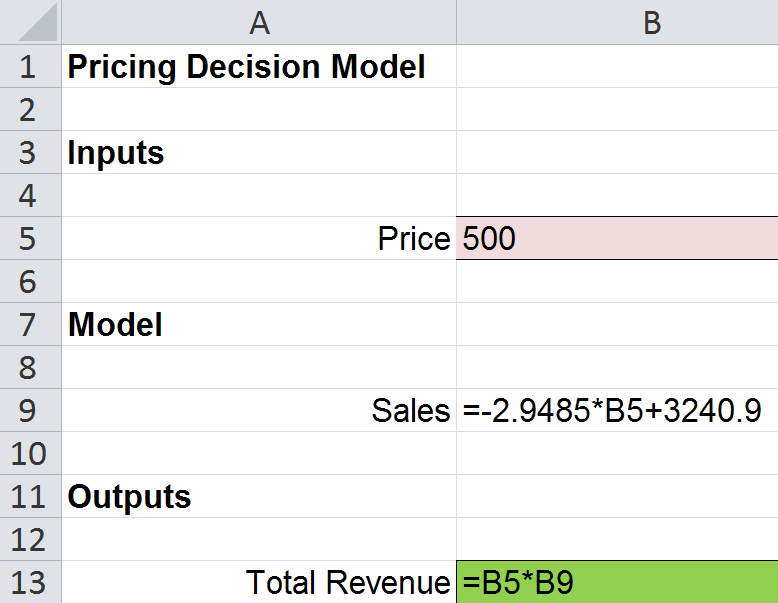 A B
1 Pricing Decision Model
2
3 Inputs
4
5 Price 500
6
7 Model
8
9 Sales =-2.9485*B5+3240.9
10
11 Outputs
12
13 Total Revenue =B5*B9